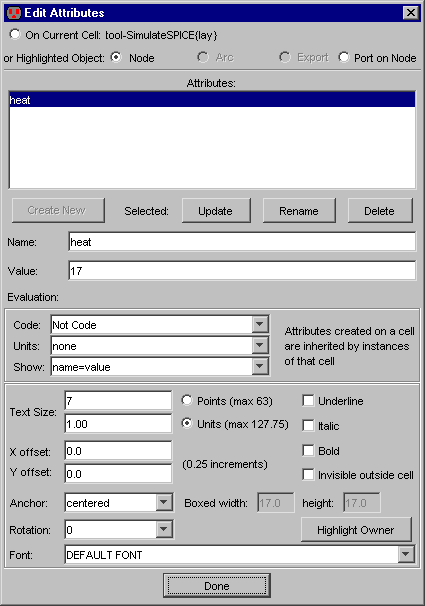 Edit Attributes
On Current Cell: tool-SimulateSPICE{lay}
or Highlighted Object: Node Arc Export Port on Node
Attributes:
heat
Create New Selected: Update Rename Delete
Name: heat
Value: 17
Evaluation:
Code: Not Code
Units: none
Show: name=value
Attributes created on a cell
are inherited by instances
of that cell
Text Size: 7 Points (max 63) Underline
1.00 Units (max 127.75) Italic
X offset: 0.0 Bold
Y offset: 0.0 (0.25 increments) Invisible outside cell
Anchor: centered Boxed width: 17.0 height: 17.0
Rotation: 0 Highlight Owner
Font: DEFAULT FONT
Done